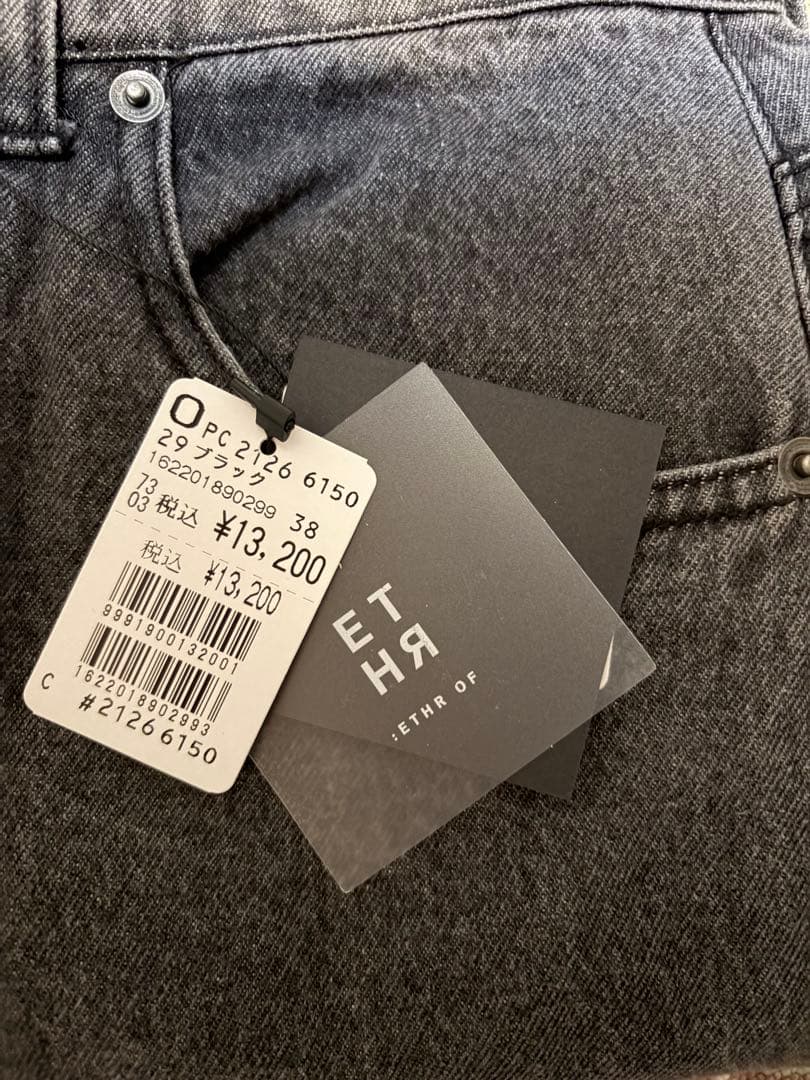 O PC 2126 6150
29 ブラック
162201890299 38
73
03 税込 ¥13,200
税込 ¥13,200
9991900132001
1622018902993
C #21266150
ET
HЯ
:ETHR OF